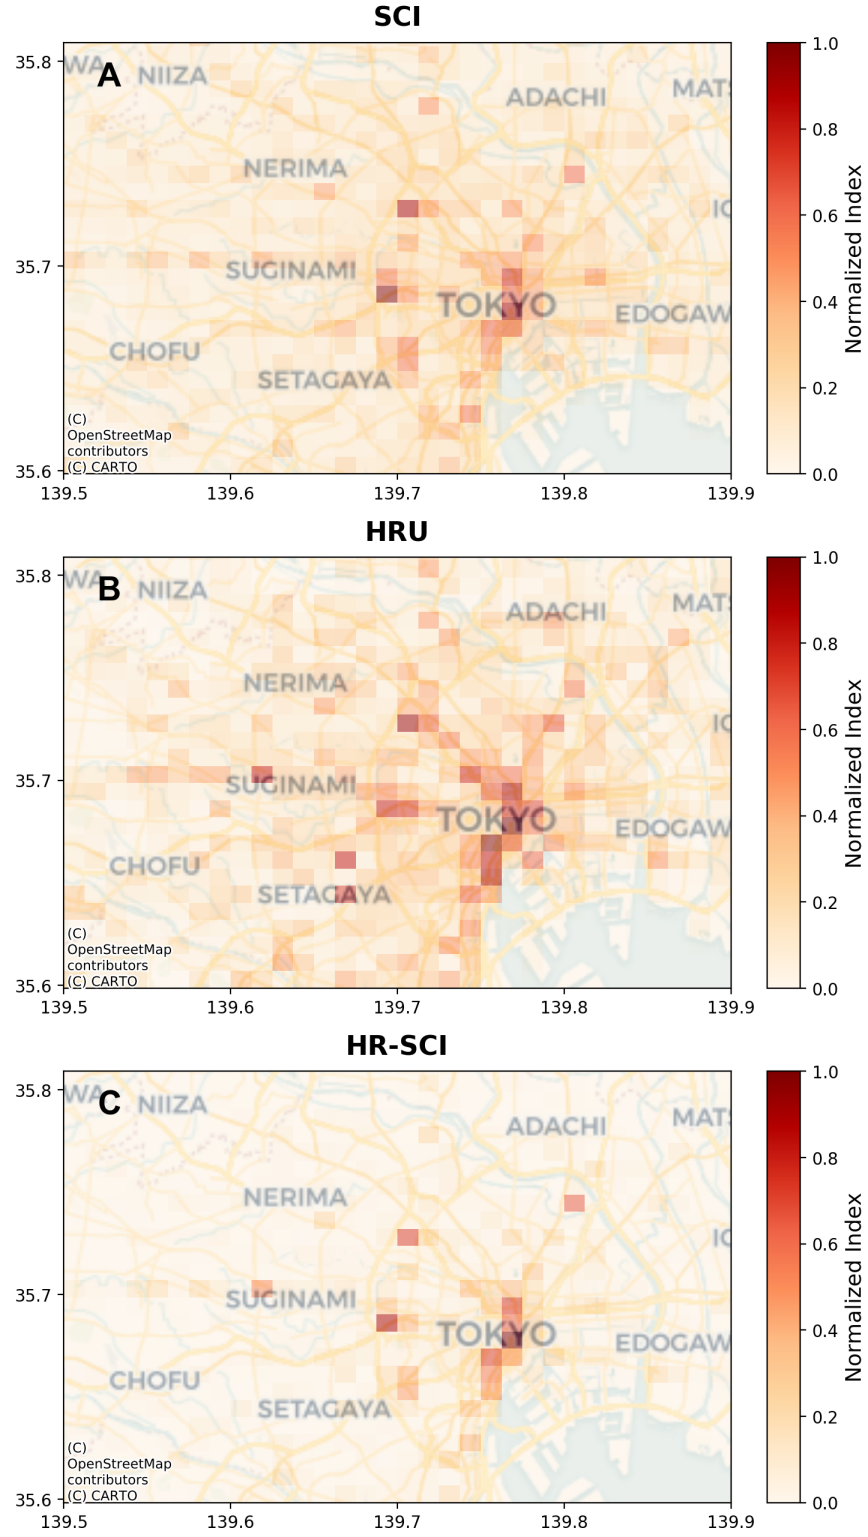 SCI
A
WA
NIIZA
ADACHI
MATS
NERIMA
IC
SUGINAMI
TOKYO
EDOGAW
CHOFU
SETAGAYA
(C)
OpenStreetMap
contributors
(C) CARTO
35.8
35.7
35.6
139.5 139.6 139.7 139.8 139.9
1.0
0.8
0.6
0.4
0.2
0.0
Normalized Index
HRU
B
WA
NIIZA
ADACHI
MATS
NERIMA
IC
SUGINAMI
TOKYO
EDOGAW
CHOFU
SETAGAYA
(C)
OpenStreetMap
contributors
(C) CARTO
35.8
35.7
35.6
139.5 139.6 139.7 139.8 139.9
1.0
0.8
0.6
0.4
0.2
0.0
Normalized Index
HR-SCI
C
WA
NIIZA
ADACHI
MATS
NERIMA
IC
SUGINAMI
TOKYO
EDOGAW
CHOFU
SETAGAYA
(C)
OpenStreetMap
contributors
(C) CARTO
35.8
35.7
35.6
139.5 139.6 139.7 139.8 139.9
1.0
0.8
0.6
0.4
0.2
0.0
Normalized Index